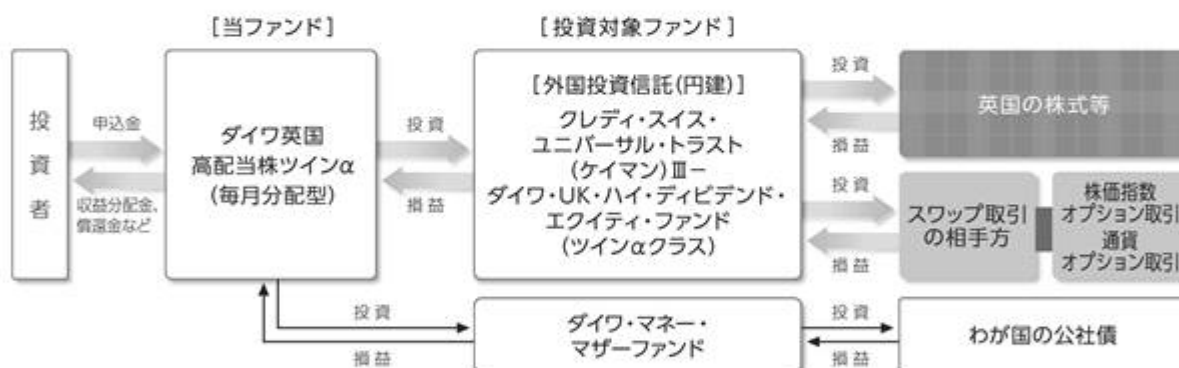 [当ファンド]
[投資対象ファンド]
投資者
申込金
収益分配金、
償還金など
ダイワ英国
高配当株ツインα
(毎月分配型)
投資
損益
[外国投資信託(円建)]
クレディ・スイス・
ユニバーサル・トラスト
(ケイマン)Ⅲ－
ダイワ・UK・ハイ・ディビデンド・
エクイティ・ファンド
(ツインαクラス)
投資
損益
英国の株式等
投資
損益
スワップ取引
の相手方
株価指数
オプション取引
通貨
オプション取引
投資
損益
ダイワ・マネー・
マザーファンド
投資
損益
わが国の公社債